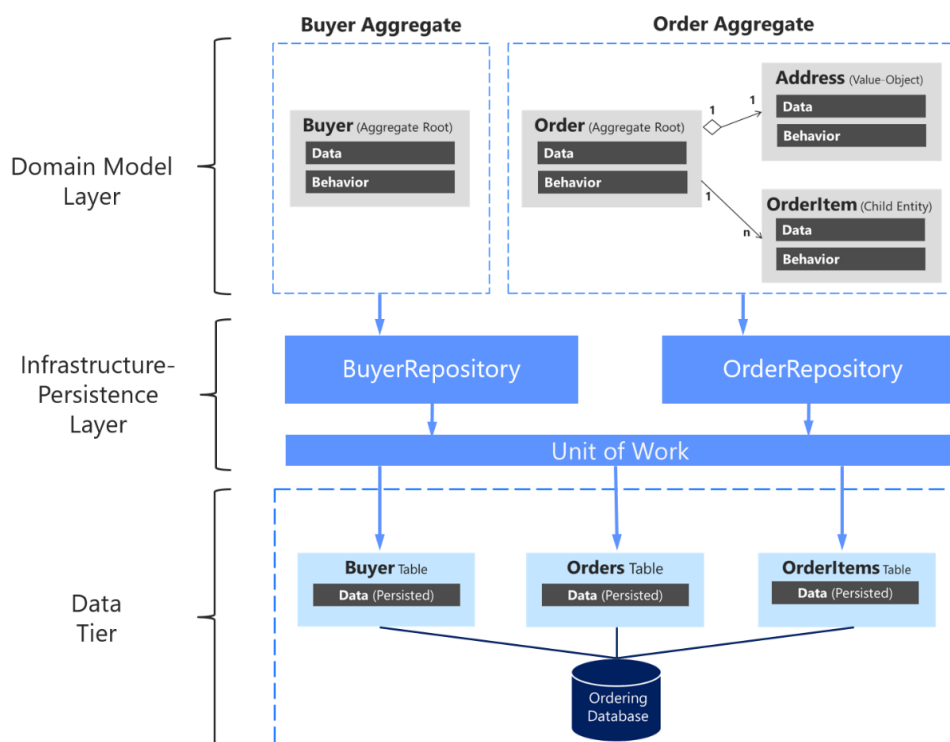 Buyer Aggregate
Order Aggregate
Domain Model
Layer
Buyer (Aggregate Root)
Data
Behavior
Order (Aggregate Root)
Data
Behavior
1
1
Address (Value-Object)
Data
Behavior
1
n
OrderItem (Child Entity)
Data
Behavior
Infrastructure-
Persistence
Layer
BuyerRepository
OrderRepository
Unit of Work
Data
Tier
Buyer Table
Data (Persisted)
Orders Table
Data (Persisted)
OrderItems Table
Data (Persisted)
Ordering
Database